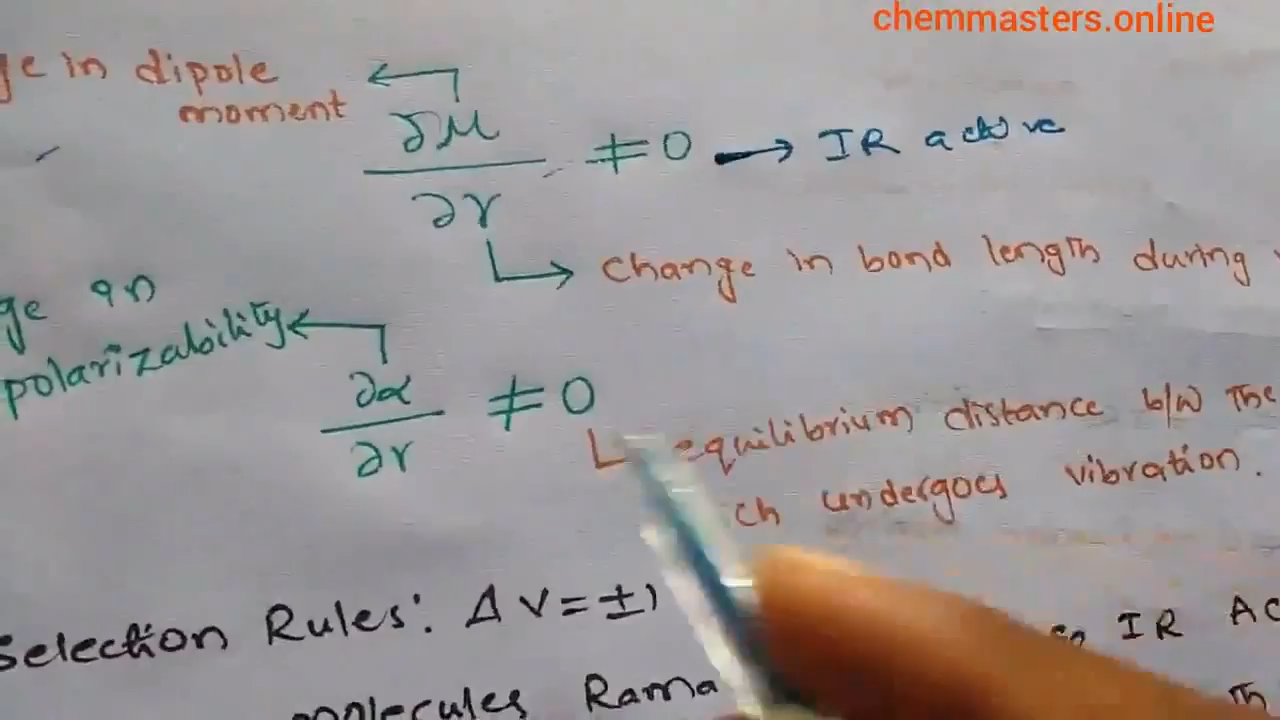 chemmasters.online
ge in dipole
moment
∂μ
∂r
≠0 → IR active
change in bond length during
ge in
polarizability
∂α
∂r
≠0
equilibrium distance b/w The
ch undergoes vibration.
Selection Rules: Δv=±1
IR AC
molecules Rama